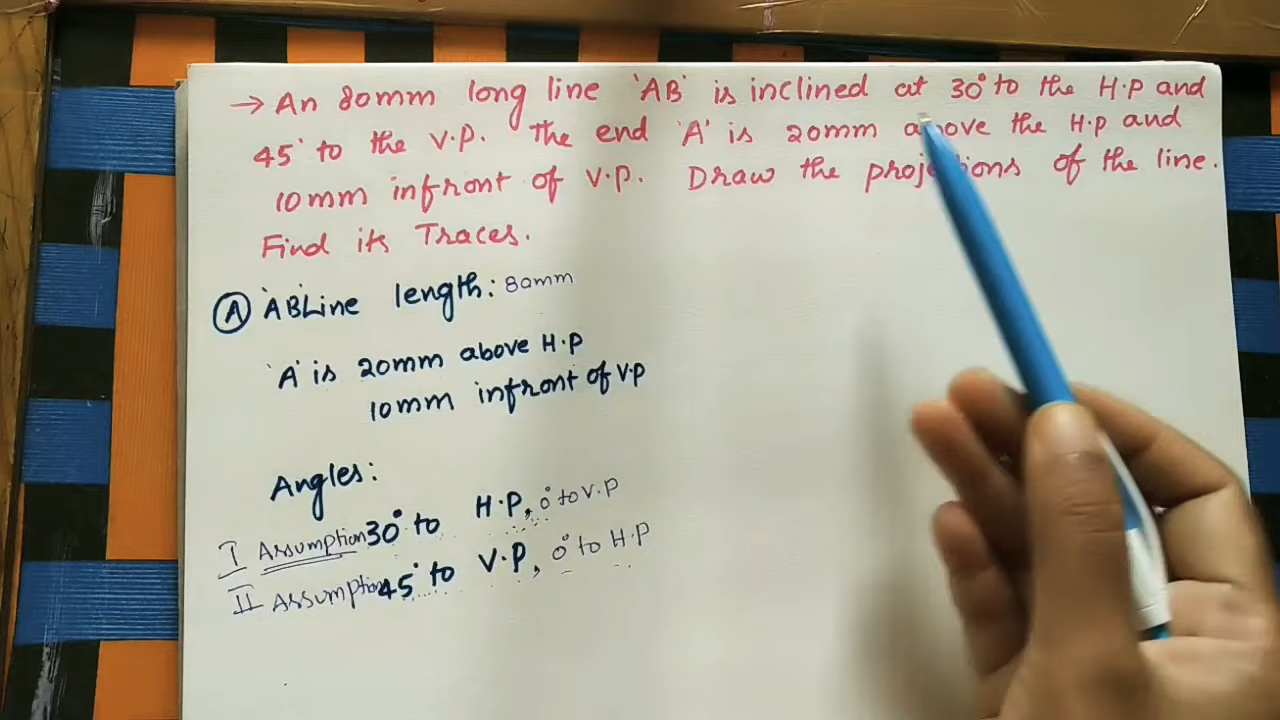 → An 80mm long line 'AB' is inclined at 30° to the H.P and
45° to the V.P. The end 'A' is 20mm above the H.P and
10mm infront of V.P. Draw the projections of the line.
Find its Traces.
Ⓐ 'AB' Line length: 80mm
'A' is 20mm above H.P
10mm infront of V.P
Angles:
I Assumption 30° to H.P, 0° to V.P
II Assumption 45° to V.P, 0° to H.P